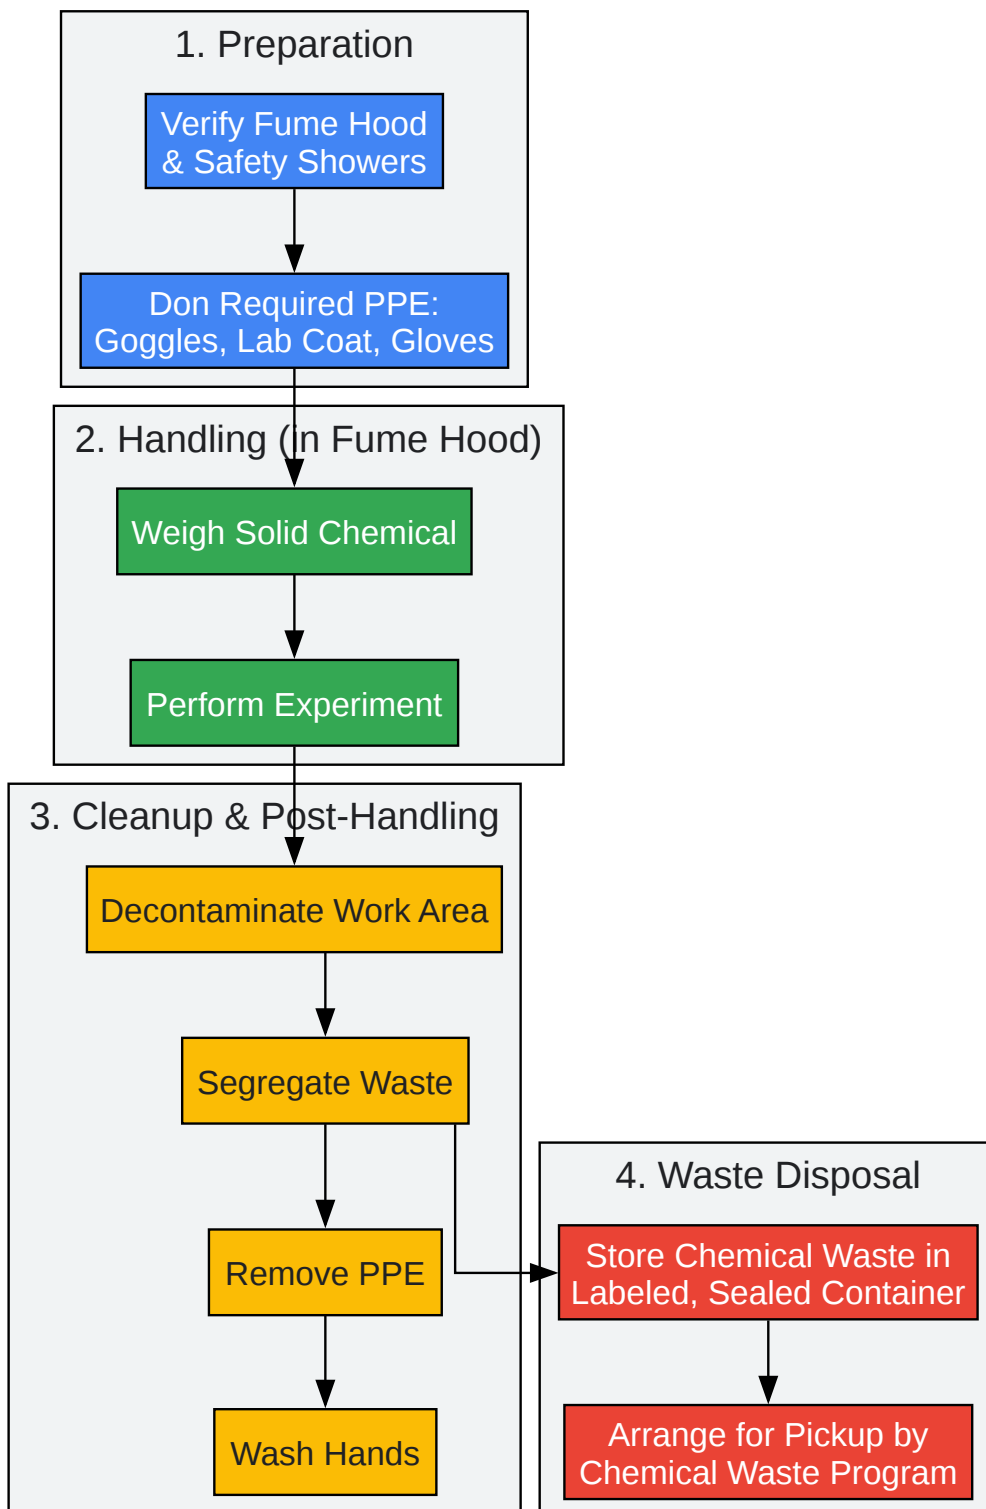 1. Preparation
Verify Fume Hood
& Safety Showers
Don Required PPE:
Goggles, Lab Coat, Gloves
2. Handling (in Fume Hood)
Weigh Solid Chemical
Perform Experiment
3. Cleanup & Post-Handling
Decontaminate Work Area
Segregate Waste
Remove PPE
Wash Hands
4. Waste Disposal
Store Chemical Waste in
Labeled, Sealed Container
Arrange for Pickup by
Chemical Waste Program